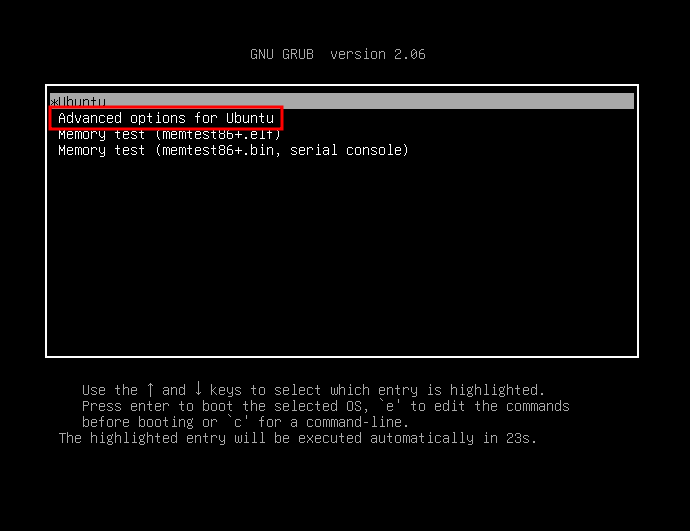 GNU GRUB  version 2.06
*Ubuntu
Advanced options for Ubuntu
Memory test (memtest86+.elf)
Memory test (memtest86+.bin, serial console)
Use the ↑ and ↓ keys to select which entry is highlighted.
Press enter to boot the selected OS, `e' to edit the commands
before booting or `c' for a command-line.
The highlighted entry will be executed automatically in 23s.